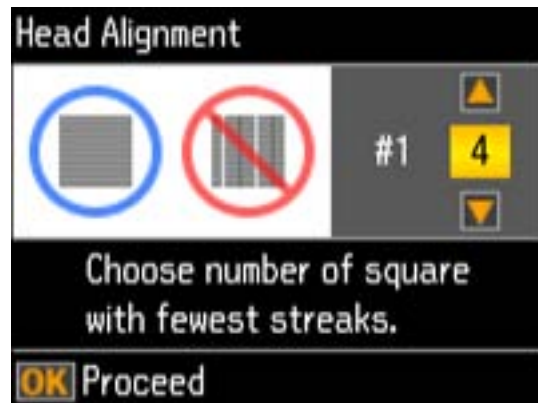 Head Alignment
#1 4
Choose number of square
with fewest streaks.
OK Proceed